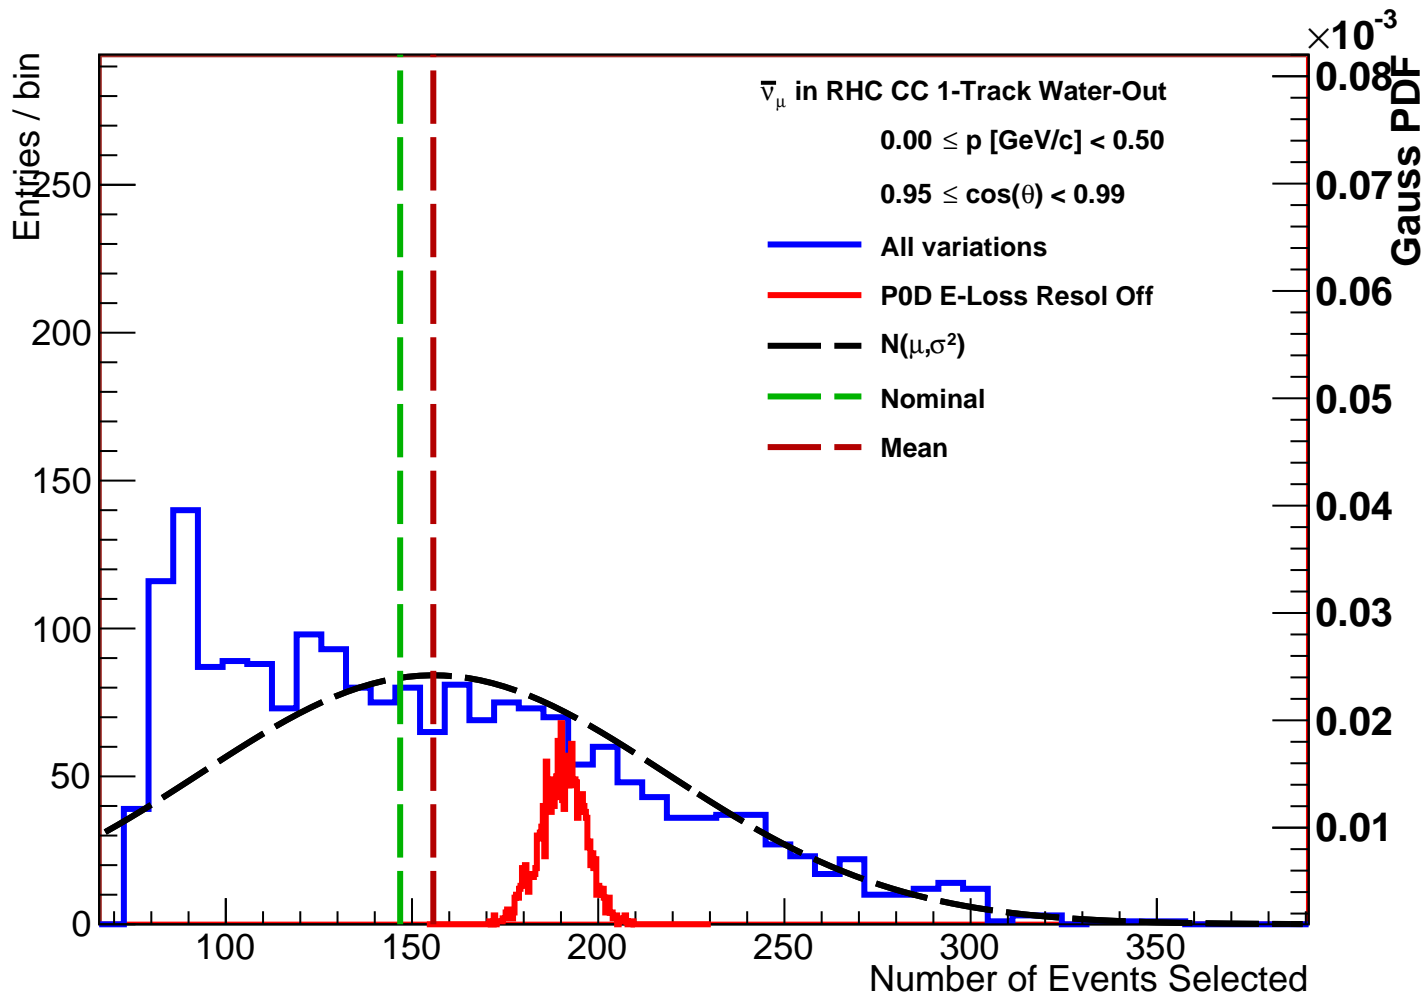 ×10⁻³
Entries / bin
Gauss PDF
ν̅μ in RHC CC 1-Track Water-Out
0.00 ≤ p [GeV/c] < 0.50
0.95 ≤ cos(θ) < 0.99
All variations
P0D E-Loss Resol Off
N(μ,σ²)
Nominal
Mean
250
200
150
100
50
0
0.08
0.07
0.06
0.05
0.04
0.03
0.02
0.01
100 150 200 250 300 350
Number of Events Selected